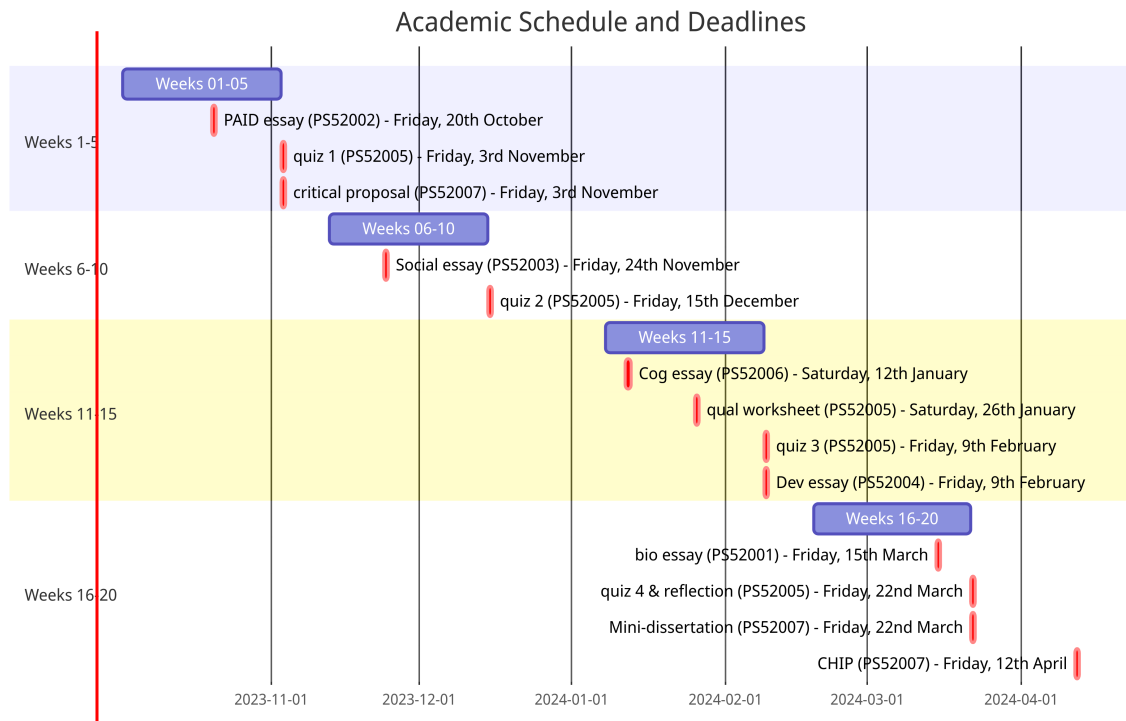 Academic Schedule and Deadlines
Weeks 01-05
PAID essay (PS52002) - Friday, 20th October
Weeks 1-5
quiz 1 (PS52005) - Friday, 3rd November
critical proposal (PS52007) - Friday, 3rd November
Weeks 06-10
Weeks 6-10
Social essay (PS52003) - Friday, 24th November
quiz 2 (PS52005) - Friday, 15th December
Weeks 11-15
Cog essay (PS52006) - Saturday, 12th January
Weeks 11-15
qual worksheet (PS52005) - Saturday, 26th January
quiz 3 (PS52005) - Friday, 9th February
Dev essay (PS52004) - Friday, 9th February
Weeks 16-20
bio essay (PS52001) - Friday, 15th March
Weeks 16-20
quiz 4 & reflection (PS52005) - Friday, 22nd March
Mini-dissertation (PS52007) - Friday, 22nd March
CHIP (PS52007) - Friday, 12th April
2023-11-01
2023-12-01
2024-01-01
2024-02-01
2024-03-01
2024-04-01